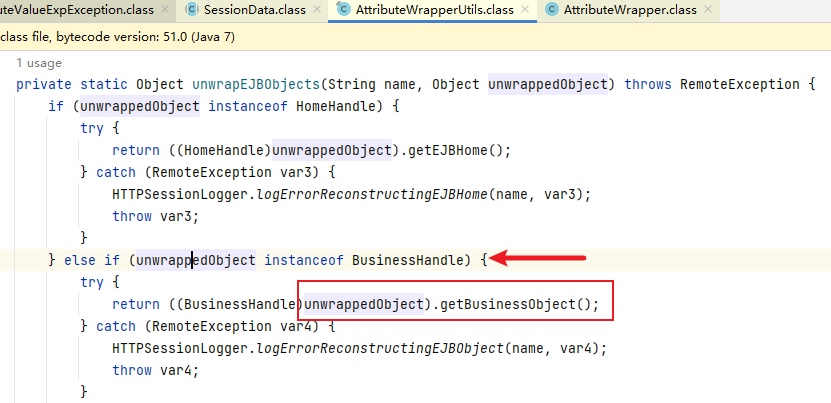 uteValueExpException.class SessionData.class AttributeWrapperUtils.class AttributeWrapper.class
class file, bytecode version: 51.0 (Java 7)
1 usage
private static Object unwrapEJBObjects(String name, Object unwrappedObject) throws RemoteException {
if (unwrappedObject instanceof HomeHandle) {
try {
return ((HomeHandle)unwrappedObject).getEJBHome();
} catch (RemoteException var3) {
HTTPSessionLogger.logErrorReconstructingEJBHome(name, var3);
throw var3;
}
} else if (unwrappedObject instanceof BusinessHandle) {
try {
return ((BusinessHandle)unwrappedObject).getBusinessObject();
} catch (RemoteException var4) {
HTTPSessionLogger.logErrorReconstructingEJBObject(name, var4);
throw var4;
}